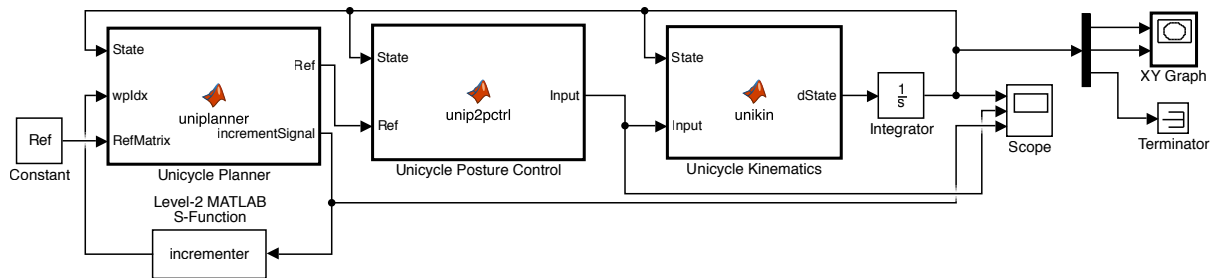 State
wpIdx
RefMatrix
uniplanner
Ref
incrementSignal
Unicycle Planner
Ref
Constant
Level-2 MATLAB
S-Function
incrementer
State
Ref
unip2pctrl
Input
Unicycle Posture Control
State
Input
unikin
dState
Unicycle Kinematics
1
s
Integrator
Scope
XY Graph
Terminator